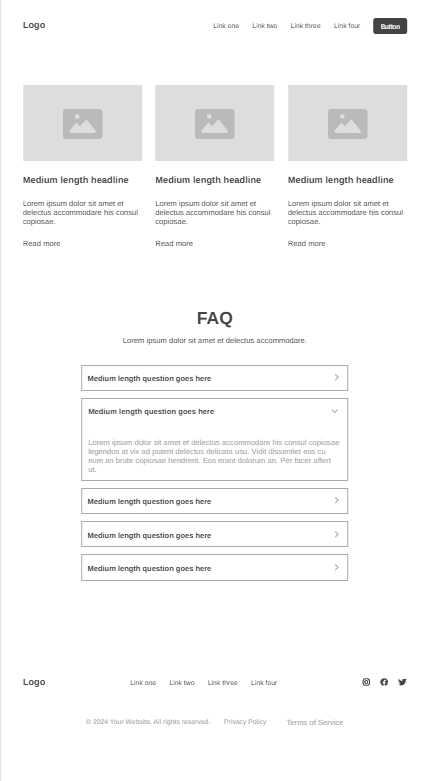 Logo
Link one Link two Link three Link four Button
Medium length headline Medium length headline Medium length headline
Lorem ipsum dolor sit amet et Lorem ipsum dolor sit amet et Lorem ipsum dolor sit amet et
delectus accommodare his consul delectus accommodare his consul delectus accommodare his consul
copiosae. copiosae. copiosae.
Read more Read more Read more
FAQ
Lorem ipsum dolor sit amet et delectus accommodare.
Medium length question goes here
Medium length question goes here
Lorem ipsum dolor sit amet et delectus accommodare his consul copiosae
legendos at vix ad putent delectus delicata usu. Vidit dissentiet eos cu
eum an brute copiosae hendrerit. Eos erant dolorum an. Per facer affert
ut.
Medium length question goes here
Medium length question goes here
Medium length question goes here
Logo
Link one Link two Link three Link four
© 2024 Your Website. All rights reserved. Privacy Policy Terms of Service